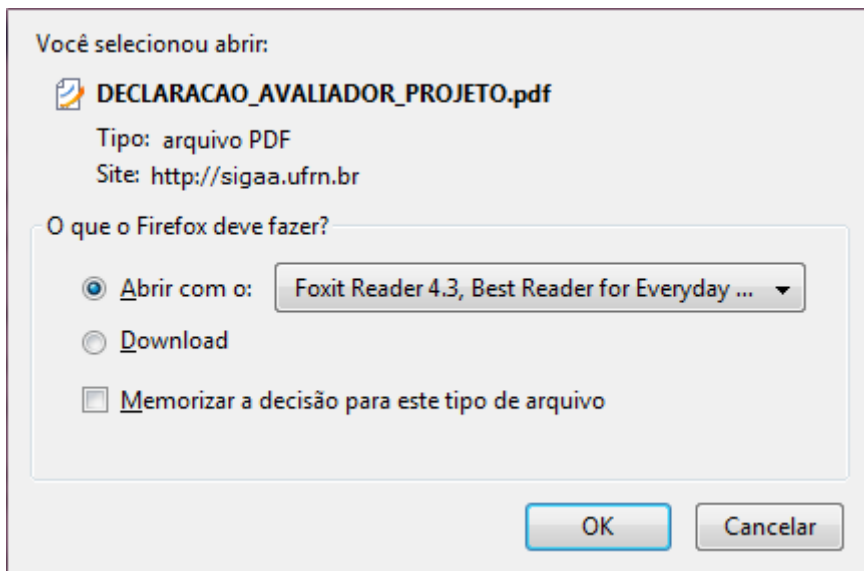 Você selecionou abrir:
DECLARACAO_AVALIADOR_PROJETO.pdf
Tipo: arquivo PDF
Site: http://sigaa.ufrn.br
O que o Firefox deve fazer?
Abrir com o: Foxit Reader 4.3, Best Reader for Everyday ...
Download
Memorizar a decisão para este tipo de arquivo
OK Cancelar